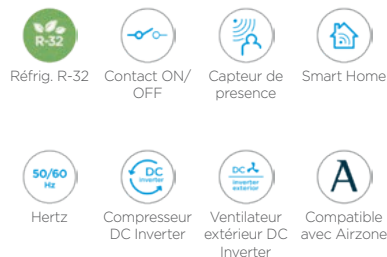 R-32
Réfrig. R-32
Contact ON/
OFF
Capteur de
presence
Smart Home
50/60
Hz
DC
Inverter
DC
Inverter
exterior
A
Hertz
Compresseur
DC Inverter
Ventilateur
extérieur DC
Inverter
Compatible
avec Airzone